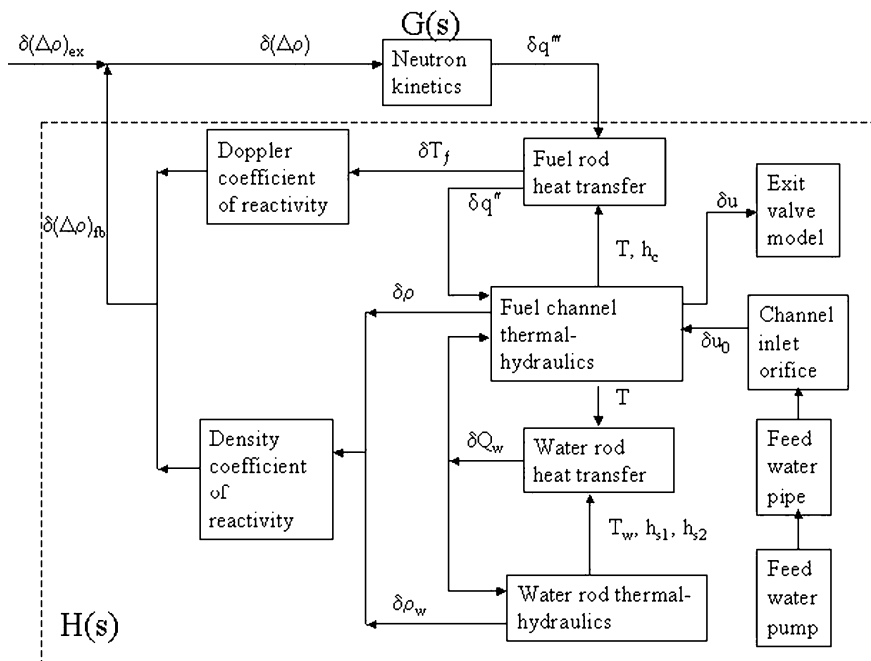 G(s)
δ(Δρ)ex
δ(Δρ)
Neutron
kinetics
δq‴
Doppler
coefficient
of reactivity
δTf
Fuel rod
heat transfer
δq″
δu
Exit
valve
model
δ(Δρ)fb
T, hc
δρ
Fuel channel
thermal-
hydraulics
δu0
Channel
inlet
orifice
T
Density
coefficient
of
reactivity
δQw
Water rod
heat transfer
Feed
water
pipe
Tw, hs1, hs2
δρw
Water rod thermal-
hydraulics
Feed
water
pump
H(s)